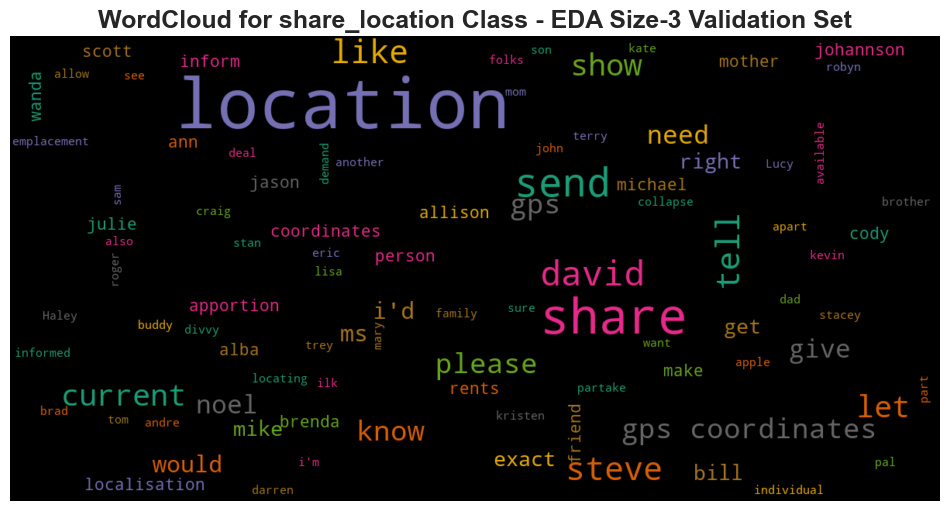 WordCloud for share_location Class - EDA Size-3 Validation Set
scott
like
son
kate
johannson
inform
folks
show
mother
robyn
allow
see
wanda
location
mom
emplacement
ann
deal
demand
another
john
terry
need
right
Lucy
available
sam
jason
send
michael
gps
collapse
brother
craig
allison
julie
also
stan
coordinates
tell
apart
cody
roger
eric
lisa
person
david
kevin
apportion
i'd
family
sure
share
dad
stacey
Haley
buddy
divvy
ms
mary
get
informed
alba
trey
please
want
apple
give
make
locating
ilk
rents
partake
part
current
noel
brad
tom
andre
mike
brenda
know
kristen
friend
gps coordinates
let
would
i'm
exact
steve
bill
pal
localisation
darren
individual